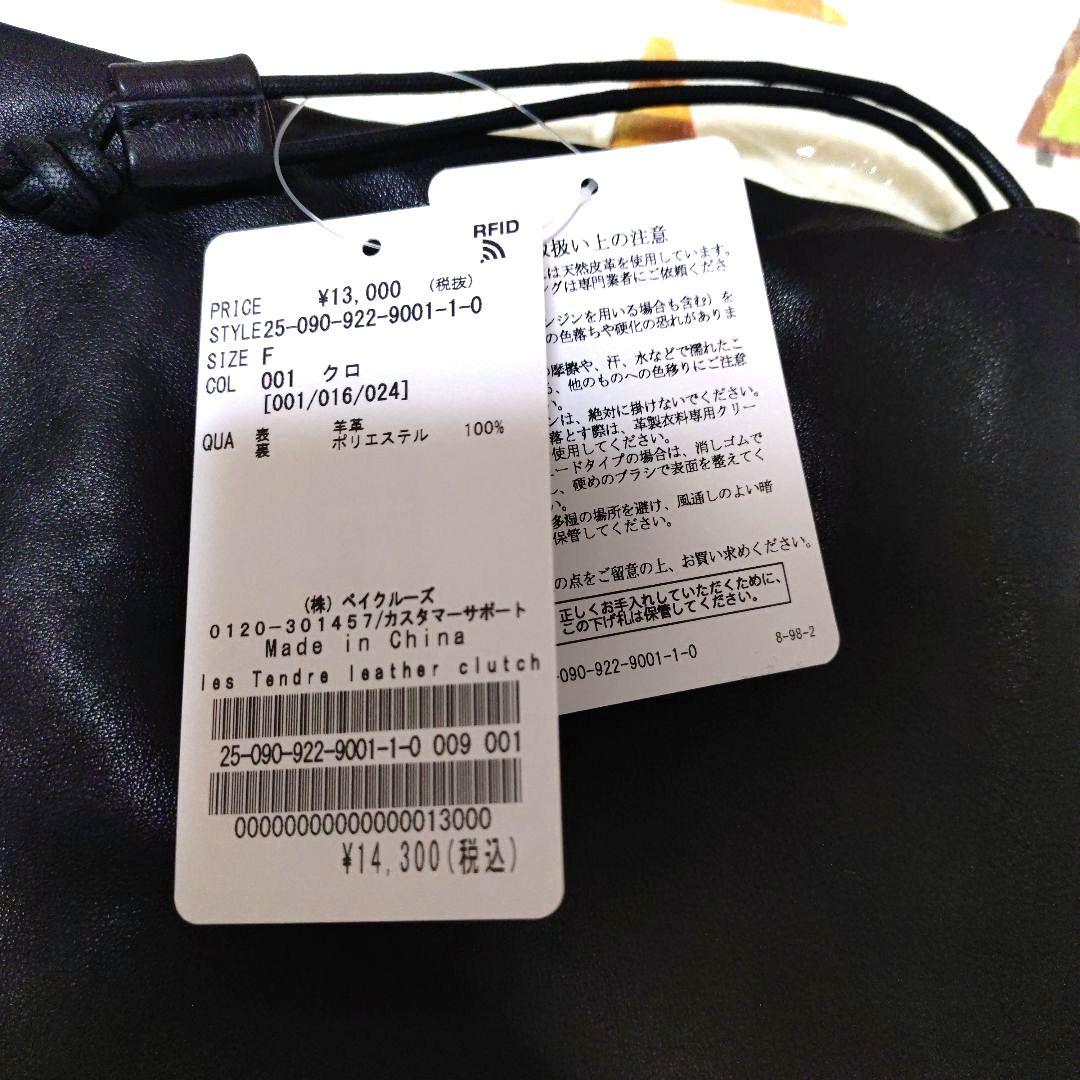 RFID
PRICE ¥13,000 (税抜)
STYLE25-090-922-9001-1-0
SIZE F
COL 001 クロ
[001/016/024]
QUA 表 羊革
裏 ポリエステル 100%
(株) ベイクルーズ
0120-301457/カスタマーサポート
Made in China
les Tendre leather clutch
25-090-922-9001-1-0 009 001
00000000000000013000
¥14,300(税込)
扱い上の注意
は天然皮革を使用しています。
グは専門業者にご依頼くださ
ンジンを用いる場合も含む)を
の色落ちや硬化の恐れがありま
摩擦や、汗、水などで濡れたこ
、他のものへの色移りにご注意
い。
ンは、絶対に掛けないでください。
落とす際は、革製衣料専用クリー
使用してください。
ードタイプの場合は、消しゴムで
、硬めのブラシで表面を整えてく
い。
多湿の場所を避け、風通しのよい暗
保管してください。
の点をご留意の上、お買い求めください。
正しくお手入れしていただくために、
この下げ札は保管してください。
8-98-2
-090-922-9001-1-0